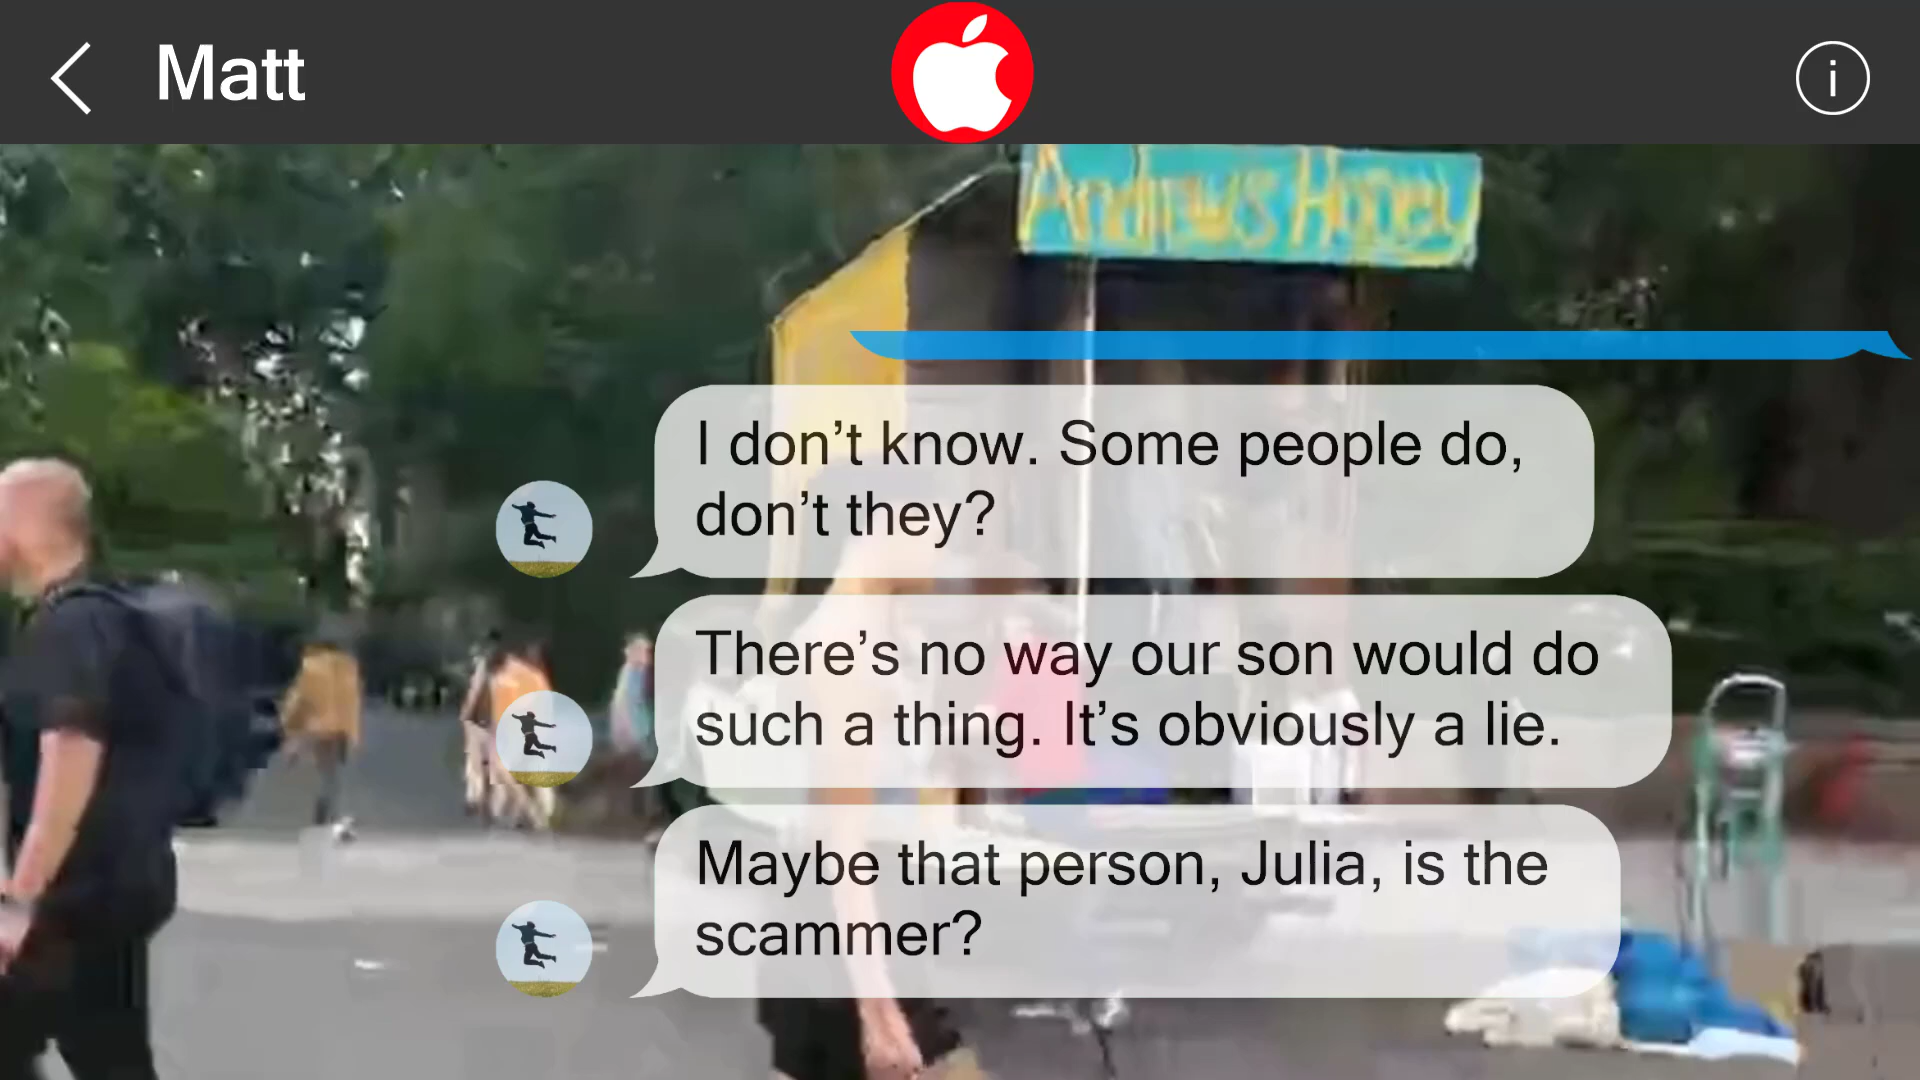 Matt
i
Andrews Honey
I don't know. Some people do,
don't they?
There's no way our son would do
such a thing. It's obviously a lie.
Maybe that person, Julia, is the
scammer?